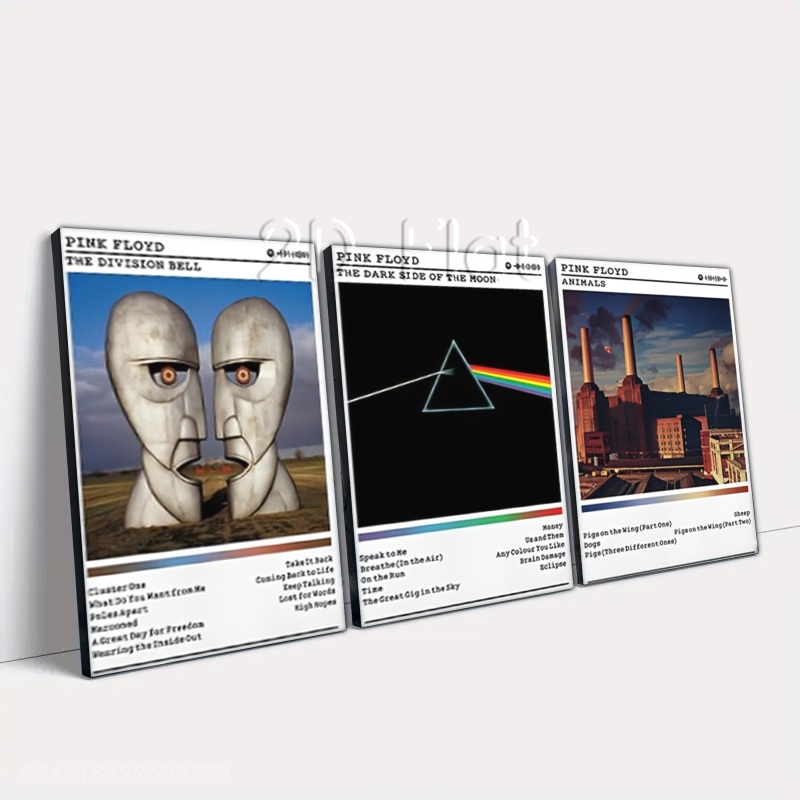 2P Hot
PINK FLOYD
THE DIVISION BELL
Cluster One
What Do You Want from Me
Poles Apart
Marooned
A Great Day for Freedom
Wearing the Inside Out
Take It Back
Coming Back to Life
Keep Talking
Lost for Words
High Hopes
PINK FLOYD
THE DARK SIDE OF THE MOON
Speak to Me
Breathe (In the Air)
On the Run
Time
The Great Gig in the Sky
Money
Us and Them
Any Colour You Like
Brain Damage
Eclipse
PINK FLOYD
ANIMALS
Pigs on the Wing (Part One)
Dogs
Pigs (Three Different Ones)
Sheep
Pigs on the Wing (Part Two)
634418222598799